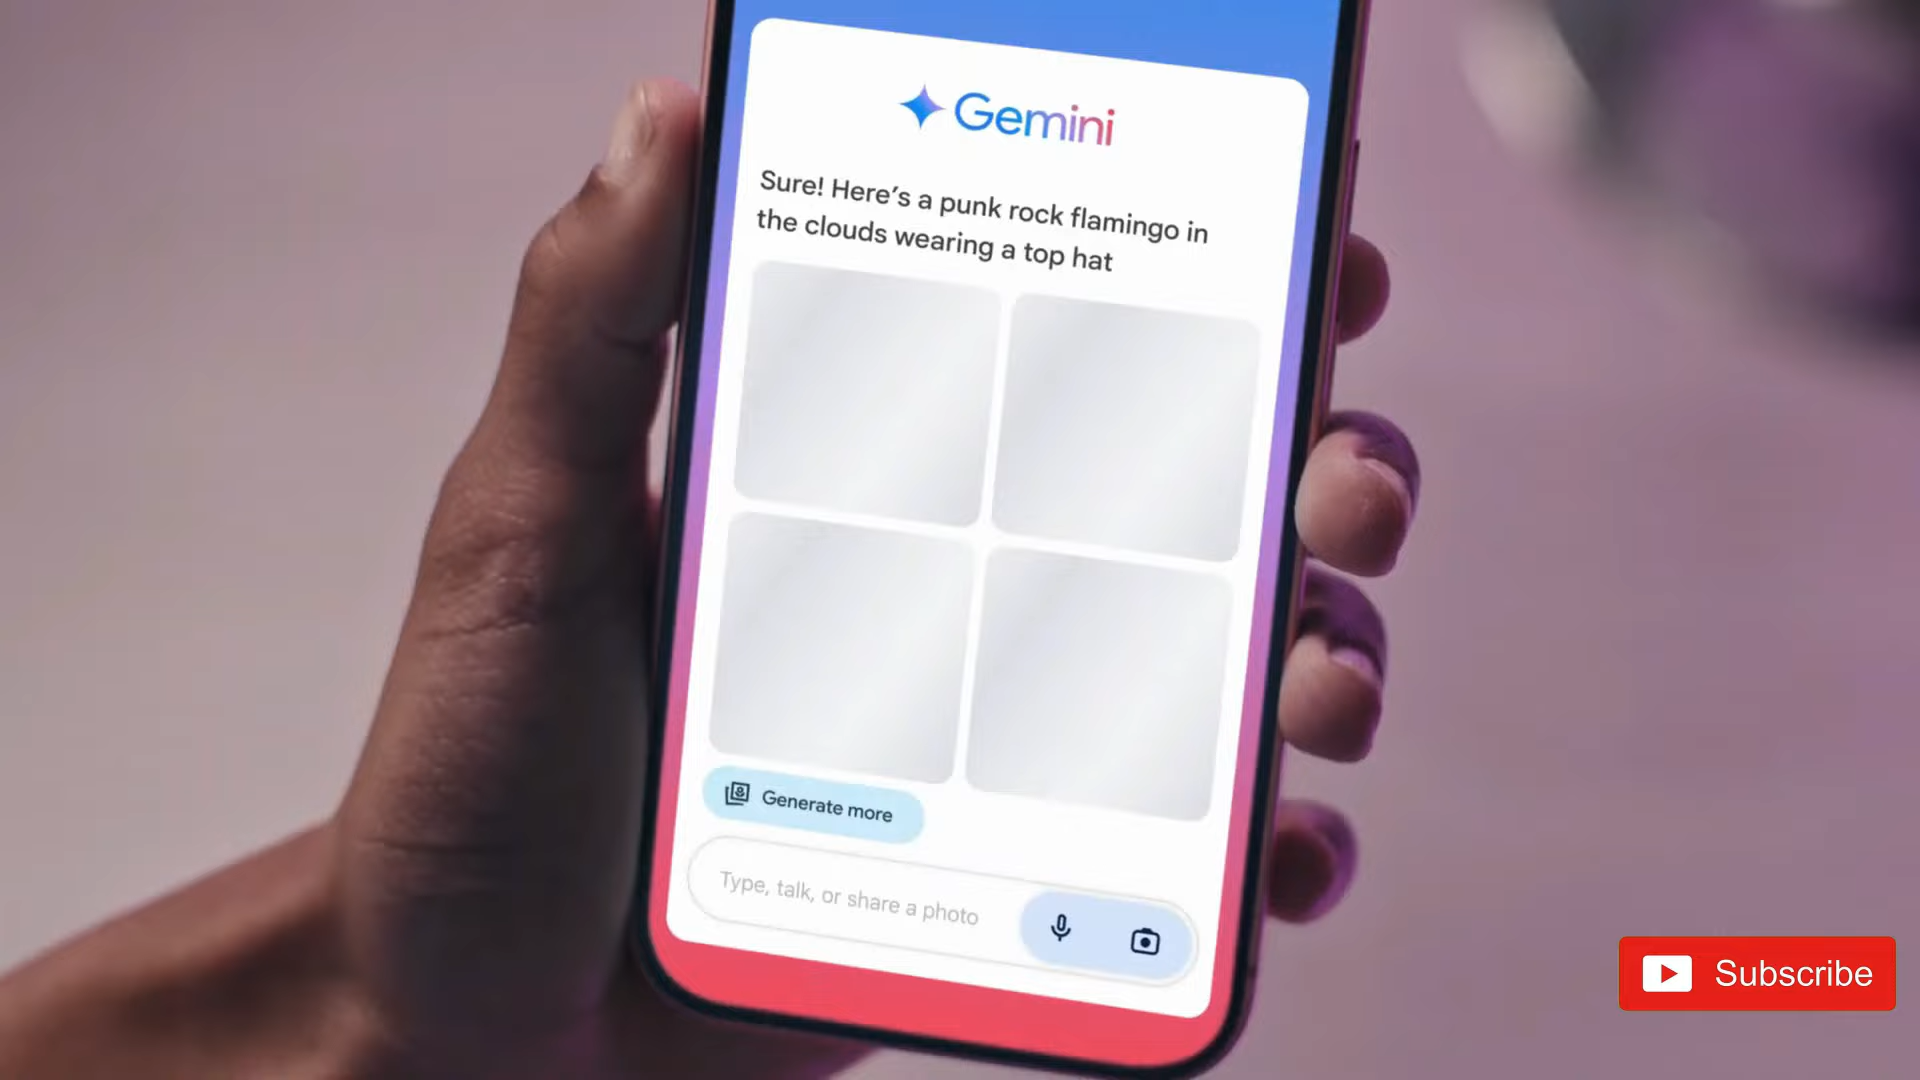 Gemini
Sure! Here's a punk rock flamingo in
the clouds wearing a top hat
Generate more
Type, talk, or share a photo
Subscribe